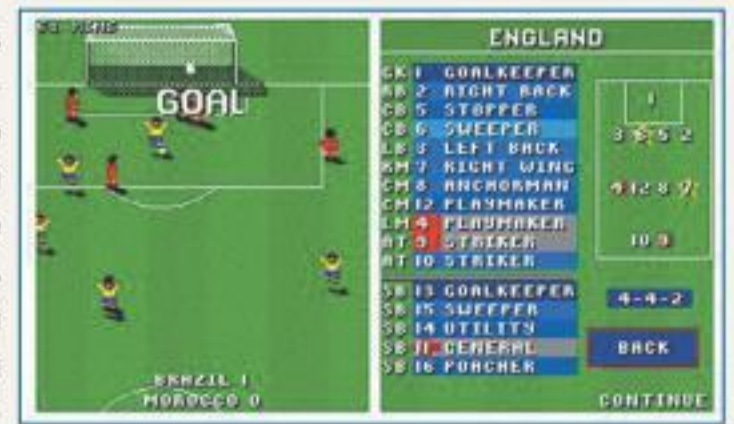 51 MINS
GOAL
BRAZIL 1
MOROCCO 0
ENGLAND
GK 1 GOALKEEPER
RB 2 RIGHT BACK
CB 5 STOPPER
CB 6 SWEEPER
LB 3 LEFT BACK
RM 7 RIGHT WING
CM 8 ANCHORMAN
CM 12 PLAYMAKER
LM 4 PLAYMAKER
AT 9 STRIKER
AT 10 STRIKER
SB 13 GOALKEEPER
SB 15 SWEEPER
SB 14 UTILITY
SB 11 GENERAL
SB 16 POACHER
1
3 6 5 2
4 12 8 7
10 9
4-4-2
BACK
CONTINUE